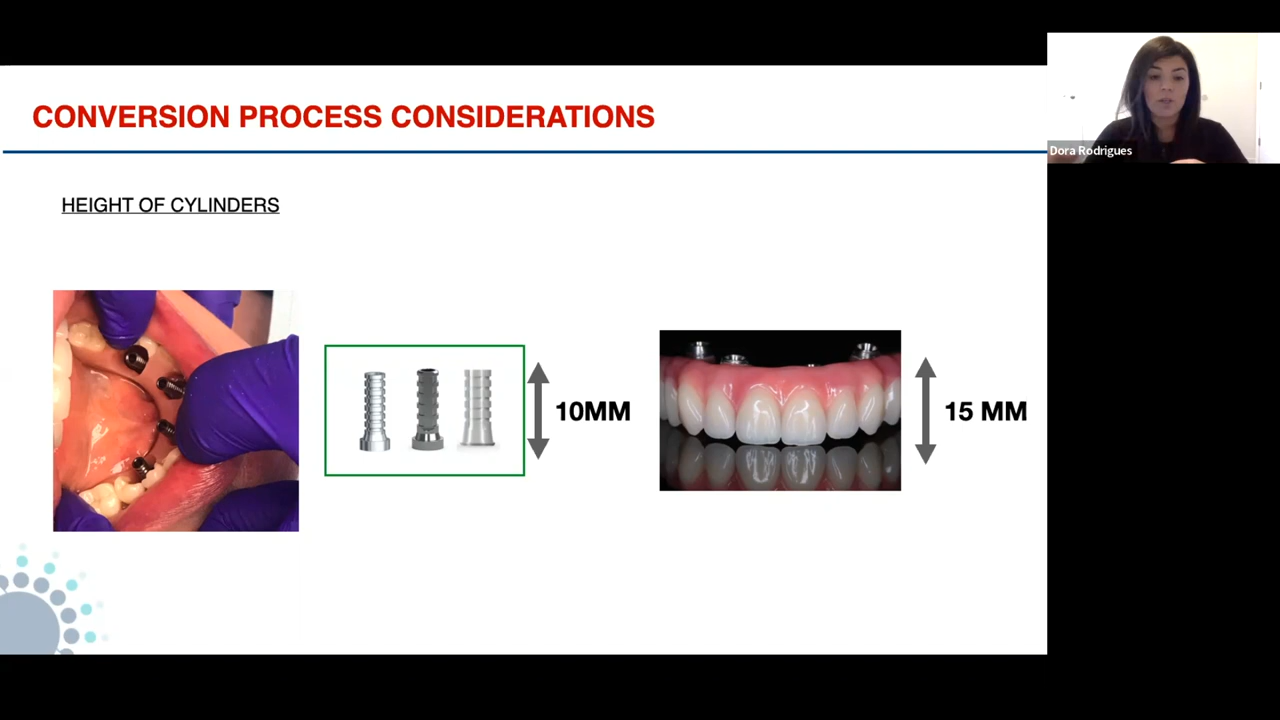 CONVERSION PROCESS CONSIDERATIONS
Dora Rodrigues
HEIGHT OF CYLINDERS
10MM
15 MM